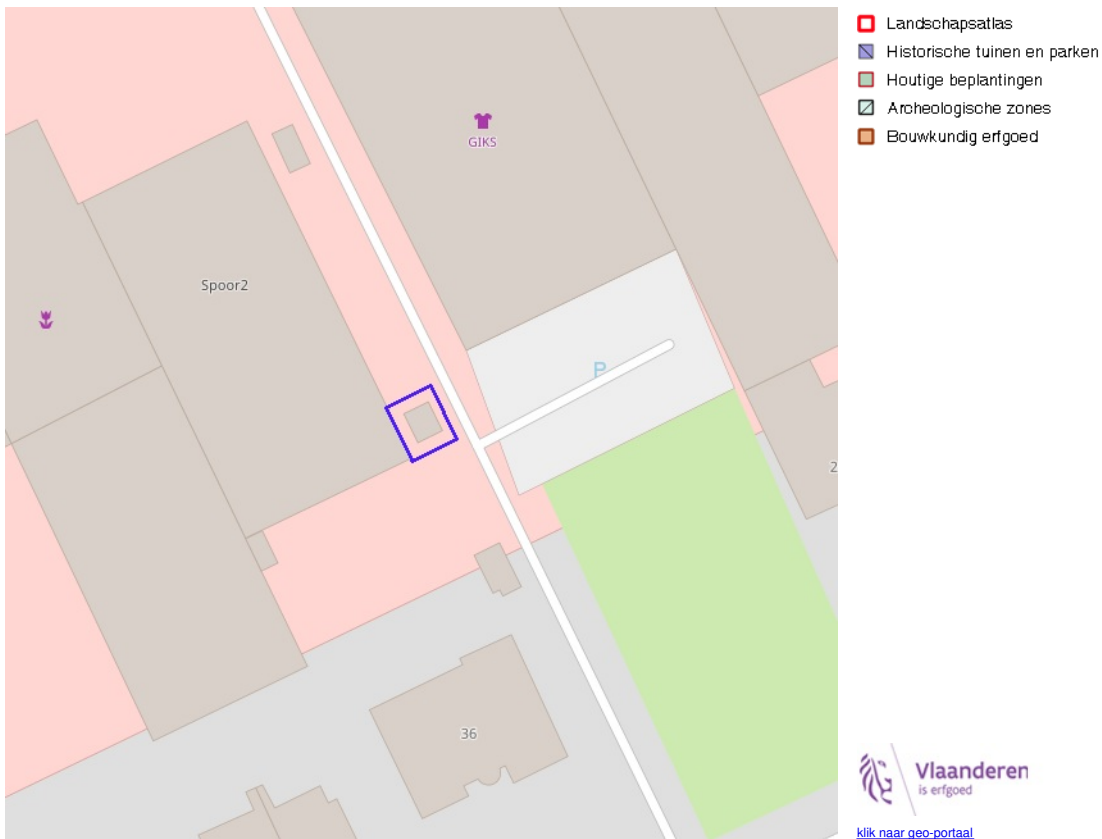 GIKS
Spoor2
P
2
36
Landschapsatlas
Historische tuinen en parken
Houtige beplantingen
Archeologische zones
Bouwkundig erfgoed
Vlaanderen
is erfgoed
klik naar geo-portaal